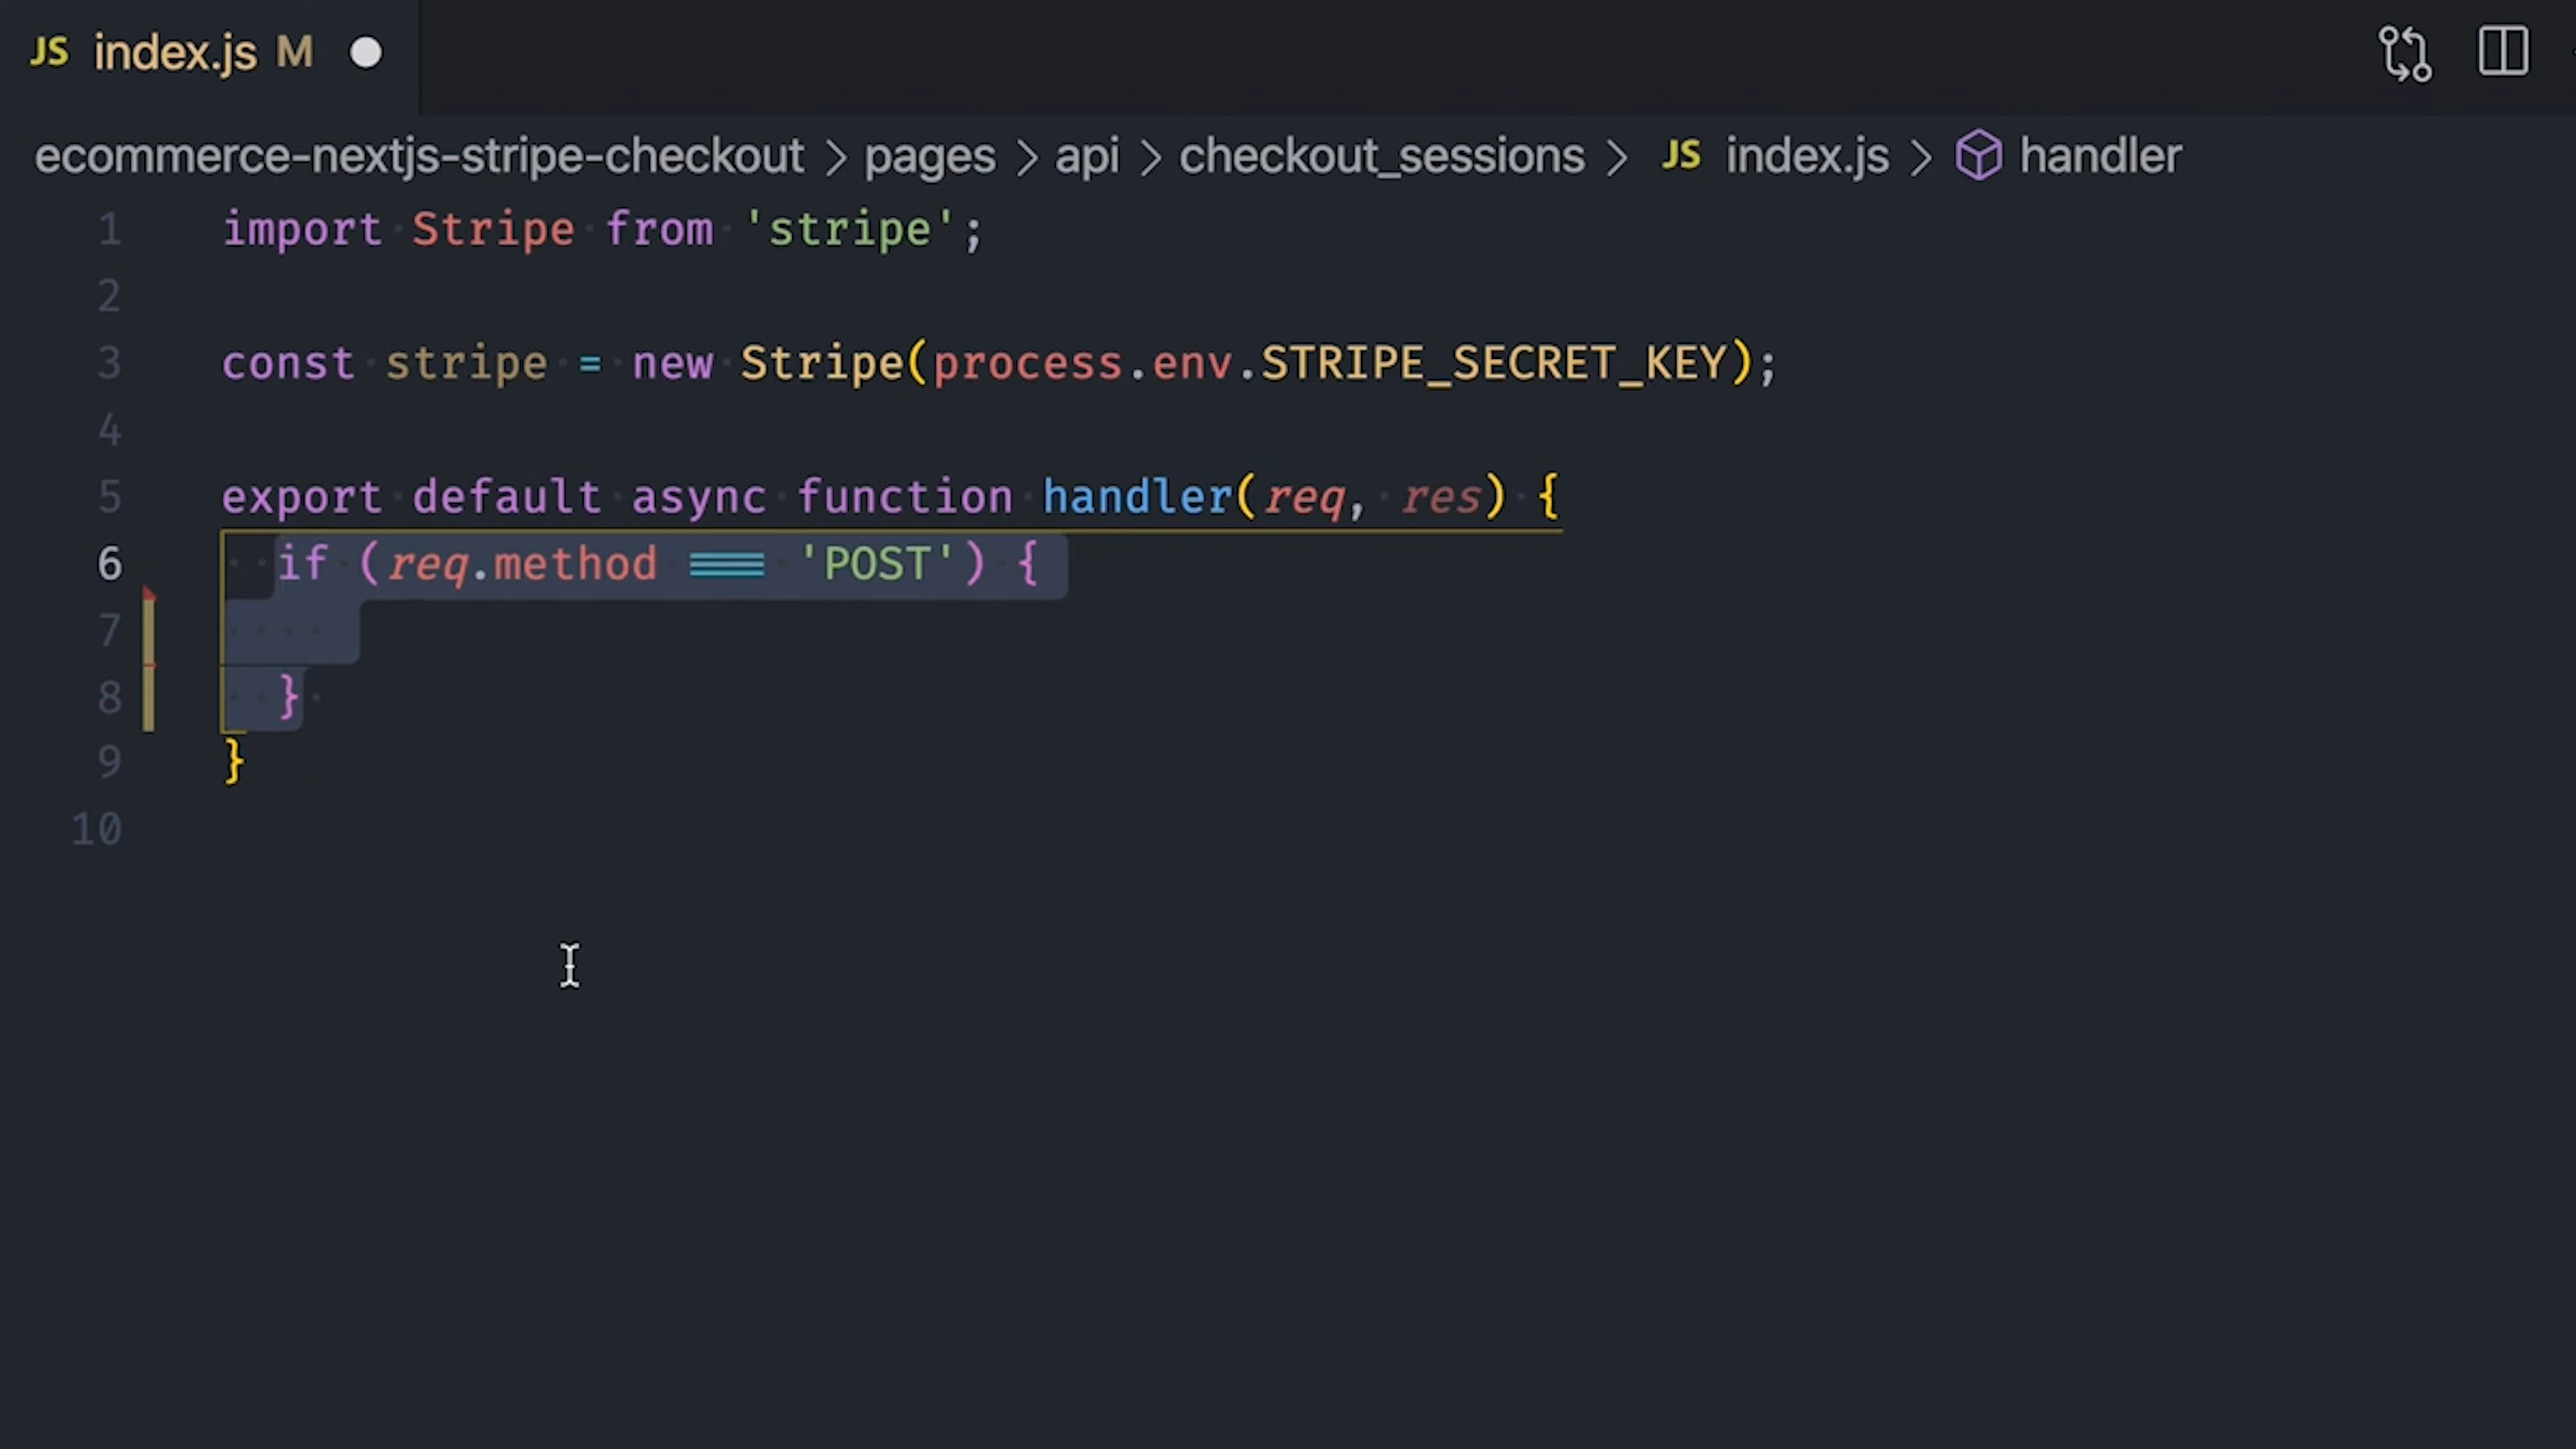 JS index.js M
ecommerce-nextjs-stripe-checkout > pages > api > checkout_sessions > JS index.js > handler
1 import Stripe from 'stripe';
2
3 const stripe = new Stripe(process.env.STRIPE_SECRET_KEY);
4
5 export default async function handler(req, res) {
6 if (req.method === 'POST') {
7
8 }
9 }
10